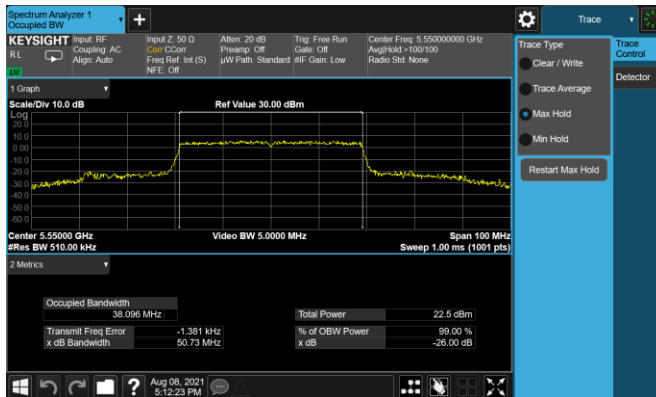 Spectrum Analyzer 1
Occupied BW
KEYSIGHT
RL
Input: RF
Coupling: AC
Align: Auto
Input Z: 50 Ω
Corr CCorr
Freq Ref: Int (S)
NFE: Off
Atten: 20 dB
Preamp: Off
µW Path: Standard
Trig: Free Run
Gate: Off
#IF Gain: Low
Center Freq: 5.550000000 GHz
Avg|Hold:>100/100
Radio Std: None
1 Graph
Scale/Div 10.0 dB
Ref Value 30.00 dBm
Log
20.0
10.0
0.00
-10.0
-20.0
-30.0
-40.0
-50.0
-60.0
Center 5.55000 GHz
Video BW 5.0000 MHz
Span 100 MHz
#Res BW 510.00 kHz
Sweep 1.00 ms (1001 pts)
2 Metrics
Occupied Bandwidth
38.096 MHz
Total Power 22.5 dBm
Transmit Freq Error -1.381 kHz
% of OBW Power 99.00 %
x dB Bandwidth 50.73 MHz
x dB -26.00 dB
Aug 08, 2021
5:12:23 PM
Trace
Trace Type
Clear / Write
Trace Average
Max Hold
Min Hold
Restart Max Hold
Trace
Control
Detector